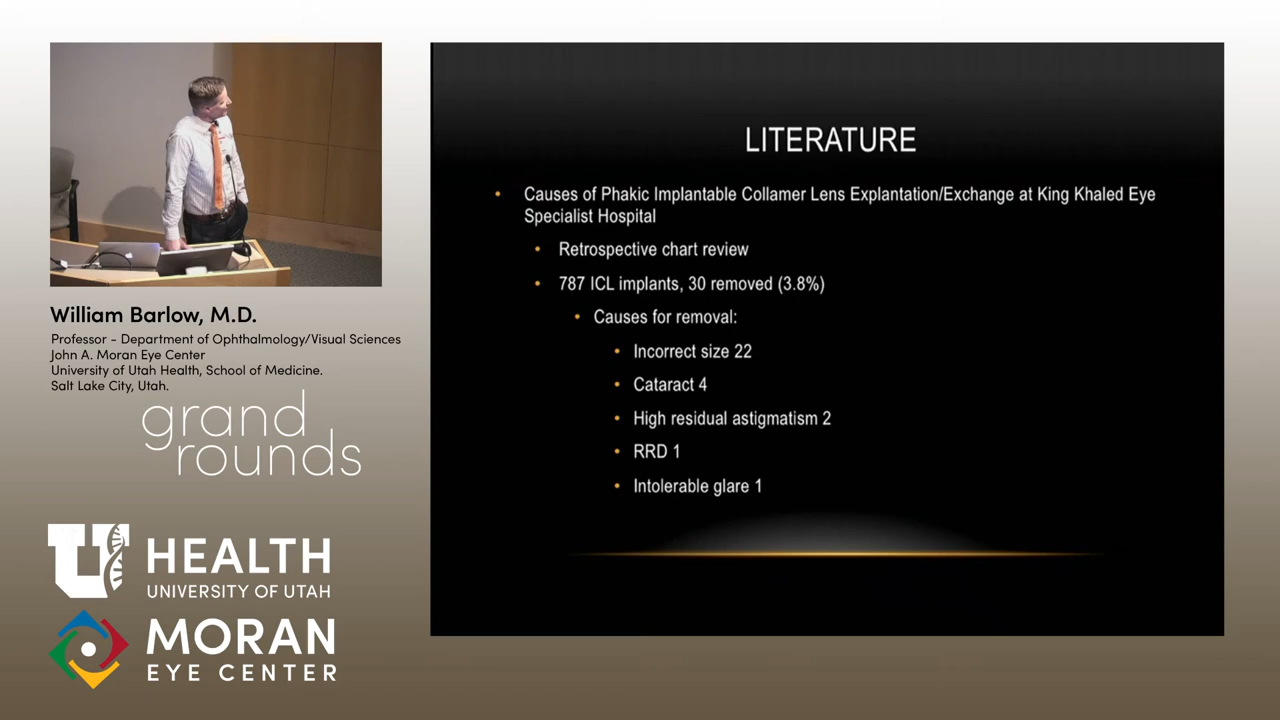 William Barlow, M.D.
Professor - Department of Ophthalmology/Visual Sciences
John A. Moran Eye Center
University of Utah Health, School of Medicine.
Salt Lake City, Utah.
grand
rounds
U HEALTH
UNIVERSITY OF UTAH
MORAN
EYE CENTER
LITERATURE
• Causes of Phakic Implantable Collamer Lens Explantation/Exchange at King Khaled Eye
Specialist Hospital
• Retrospective chart review
• 787 ICL implants, 30 removed (3.8%)
• Causes for removal:
• Incorrect size 22
• Cataract 4
• High residual astigmatism 2
• RRD 1
• Intolerable glare 1